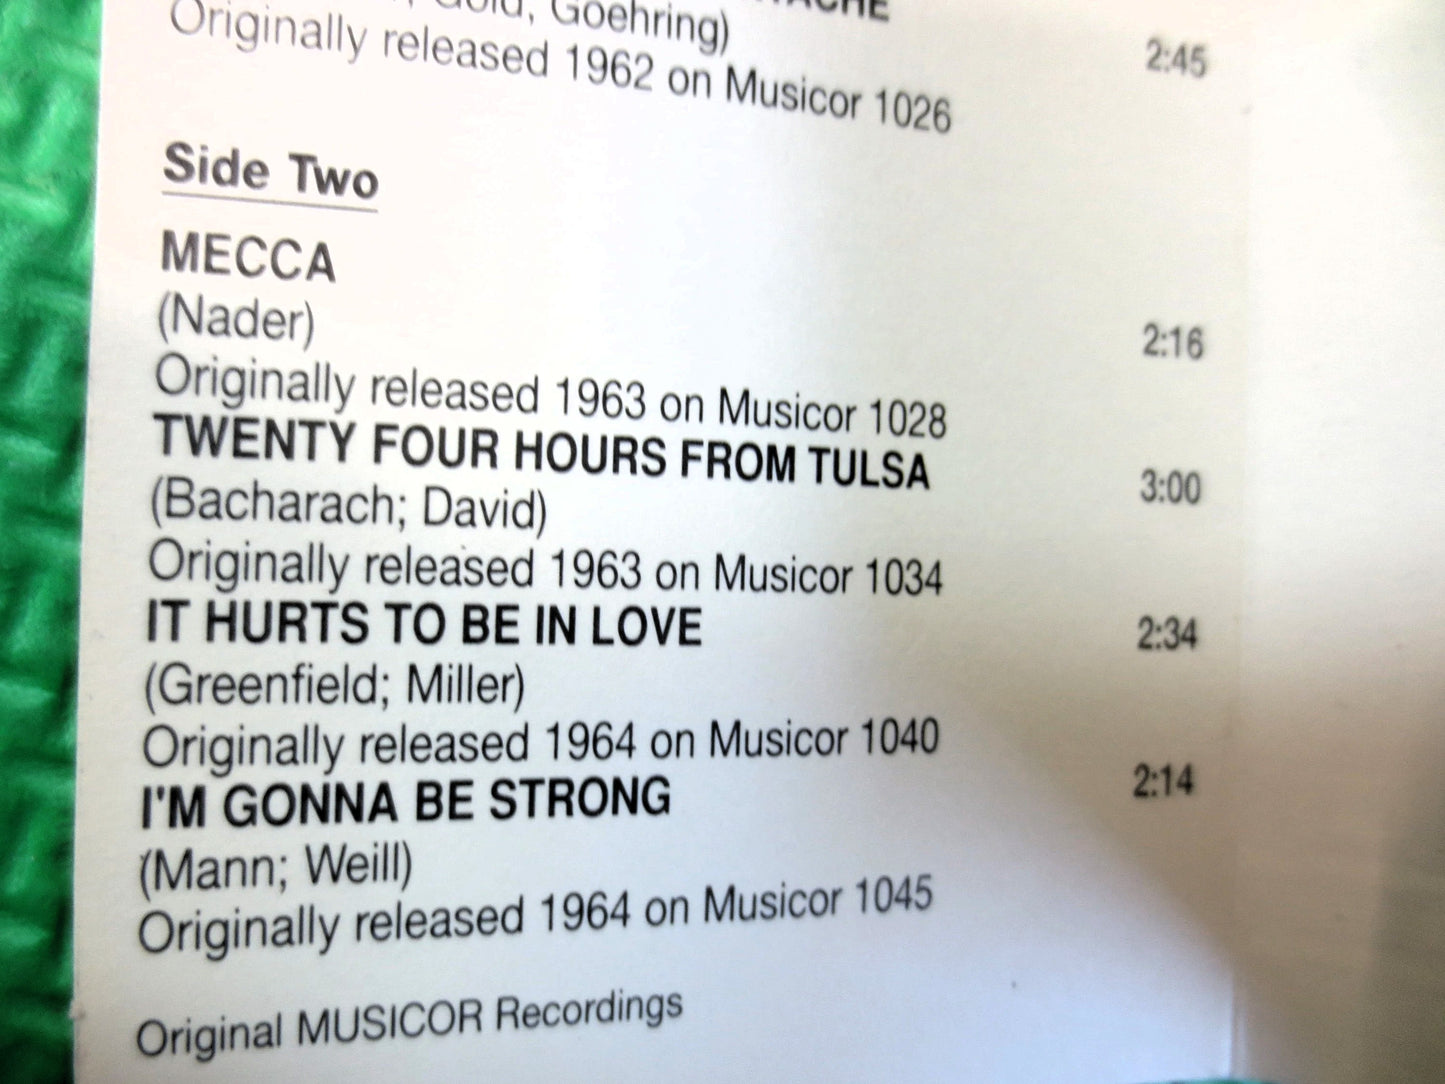 Goehring)
Originally released 1962 on Musicor 1026 2:45
Side Two
MECCA
(Nader) 2:16
Originally released 1963 on Musicor 1028
TWENTY FOUR HOURS FROM TULSA 3:00
(Bacharach; David)
Originally released 1963 on Musicor 1034
IT HURTS TO BE IN LOVE 2:34
(Greenfield; Miller)
Originally released 1964 on Musicor 1040
I'M GONNA BE STRONG 2:14
(Mann; Weill)
Originally released 1964 on Musicor 1045
Original MUSICOR Recordings